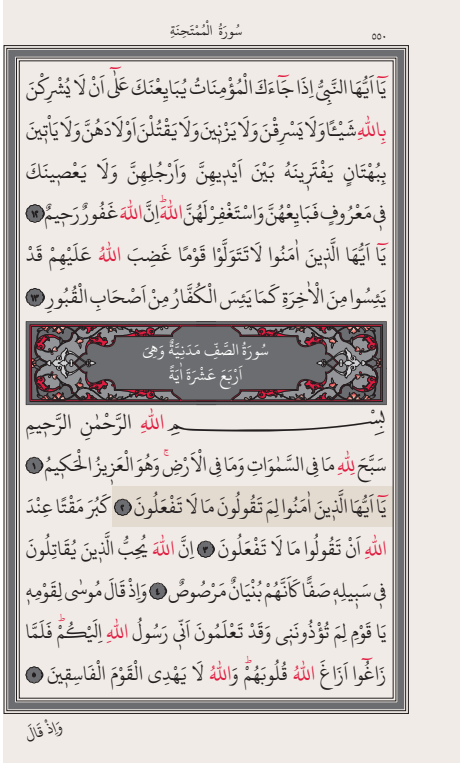 سُورَةُ الْمُمْتَحِنَةِ ٥٥٠
يَٓا اَيُّهَا النَّبِيُّ اِذَا جَٓاءَكَ الْمُؤْمِنَاتُ يُبَايِعْنَكَ عَلٰٓى اَنْ لَا يُشْرِكْنَ
بِاللّٰهِ شَيْـًٔا وَلَا يَسْرِقْنَ وَلَا يَزْن۪ينَ وَلَا يَقْتُلْنَ اَوْلَادَهُنَّ وَلَا يَأْت۪ينَ
بِبُهْتَانٍ يَفْتَر۪ينَهُ بَيْنَ اَيْد۪يهِنَّ وَاَرْجُلِهِنَّ وَلَا يَعْص۪ينَكَ
ف۪ي مَعْرُوفٍ فَبَايِعْهُنَّ وَاسْتَغْفِرْ لَهُنَّ اللّٰهَۜ اِنَّ اللّٰهَ غَفُورٌ رَح۪يمٌ ﴿١٢﴾
يَٓا اَيُّهَا الَّذ۪ينَ اٰمَنُوا لَا تَتَوَلَّوْا قَوْمًا غَضِبَ اللّٰهُ عَلَيْهِمْ قَدْ
يَئِسُوا مِنَ الْاٰخِرَةِ كَمَا يَئِسَ الْكُفَّارُ مِنْ اَصْحَابِ الْقُبُورِ ﴿١٣﴾
سُورَةُ الصَّفِّ مَدَنِيَّةٌ وَهِيَ
اَرْبَعَ عَشْرَةَ اٰيَةً
بِسْمِ اللّٰهِ الرَّحْمٰنِ الرَّح۪يمِ
سَبَّحَ لِلّٰهِ مَا فِي السَّمٰوَاتِ وَمَا فِي الْاَرْضِۚ وَهُوَ الْعَز۪يزُ الْحَك۪يمُ ﴿١﴾
يَٓا اَيُّهَا الَّذ۪ينَ اٰمَنُوا لِمَ تَقُولُونَ مَا لَا تَفْعَلُونَ ﴿٢﴾ كَبُرَ مَقْتًا عِنْدَ
اللّٰهِ اَنْ تَقُولُوا مَا لَا تَفْعَلُونَ ﴿٣﴾ اِنَّ اللّٰهَ يُحِبُّ الَّذ۪ينَ يُقَاتِلُونَ
ف۪ي سَب۪يلِه۪ صَفًّا كَاَنَّهُمْ بُنْيَانٌ مَرْصُوصٌ ﴿٤﴾ وَاِذْ قَالَ مُوسٰى لِقَوْمِه۪
يَا قَوْمِ لِمَ تُؤْذُونَن۪ي وَقَدْ تَعْلَمُونَ اَنّ۪ي رَسُولُ اللّٰهِ اِلَيْكُمْۜ فَلَمَّا
زَاغُٓوا اَزَاغَ اللّٰهُ قُلُوبَهُمْۜ وَاللّٰهُ لَا يَهْدِي الْقَوْمَ الْفَاسِق۪ينَ ﴿٥﴾
وَاِذْ قَالَ